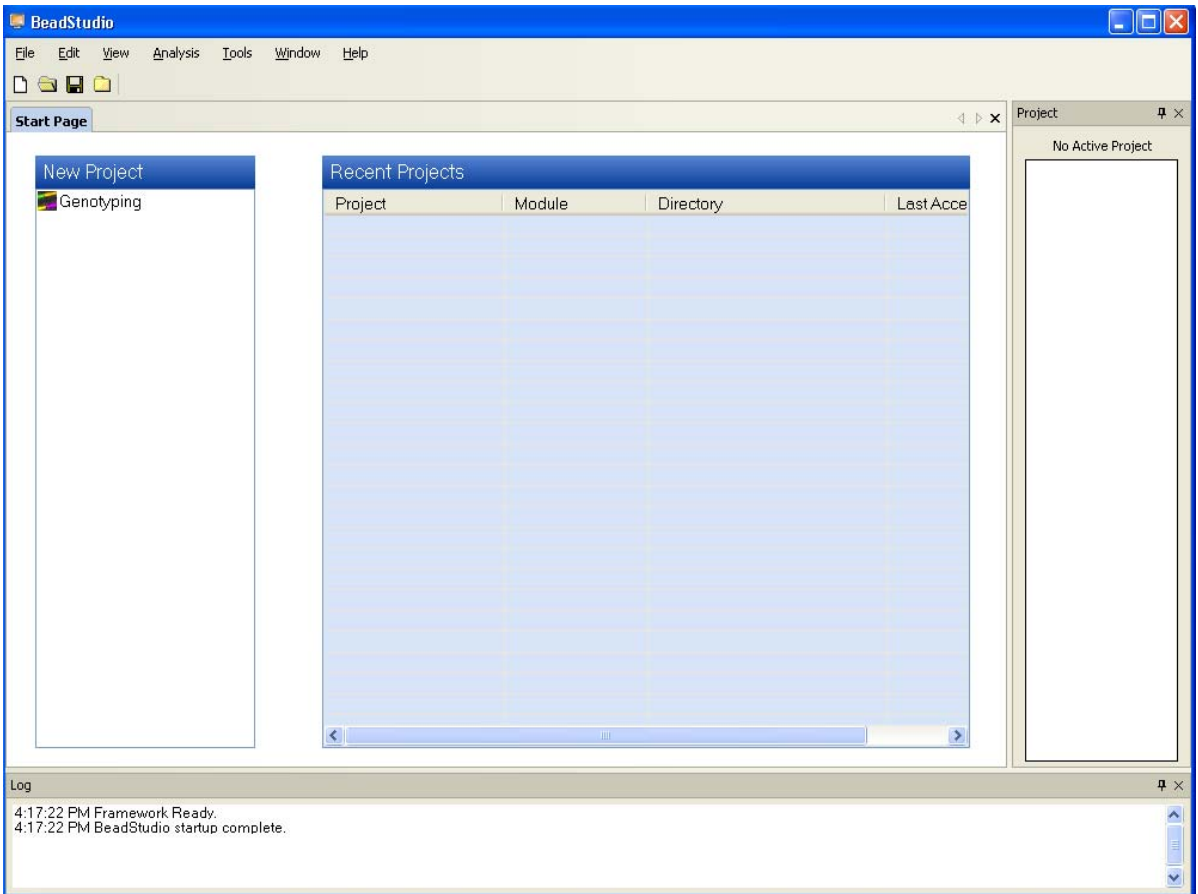 BeadStudio
File Edit View Analysis Tools Window Help
Start Page
Project
No Active Project
New Project
Genotyping
Recent Projects
Project Module Directory Last Acce
Log
4:17:22 PM Framework Ready.
4:17:22 PM BeadStudio startup complete.